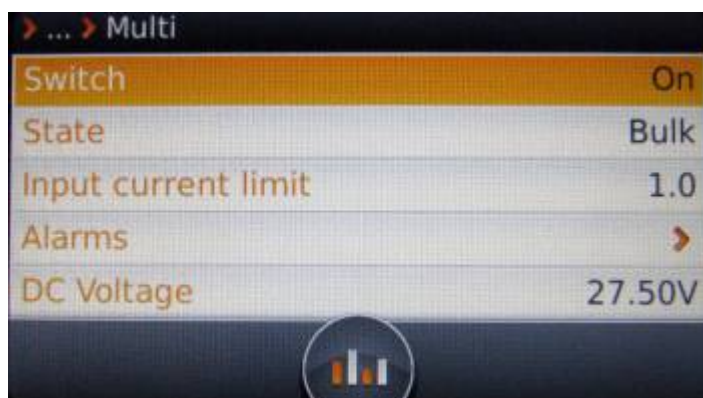 > ... > Multi
Switch On
State Bulk
Input current limit 1.0
Alarms >
DC Voltage 27.50V